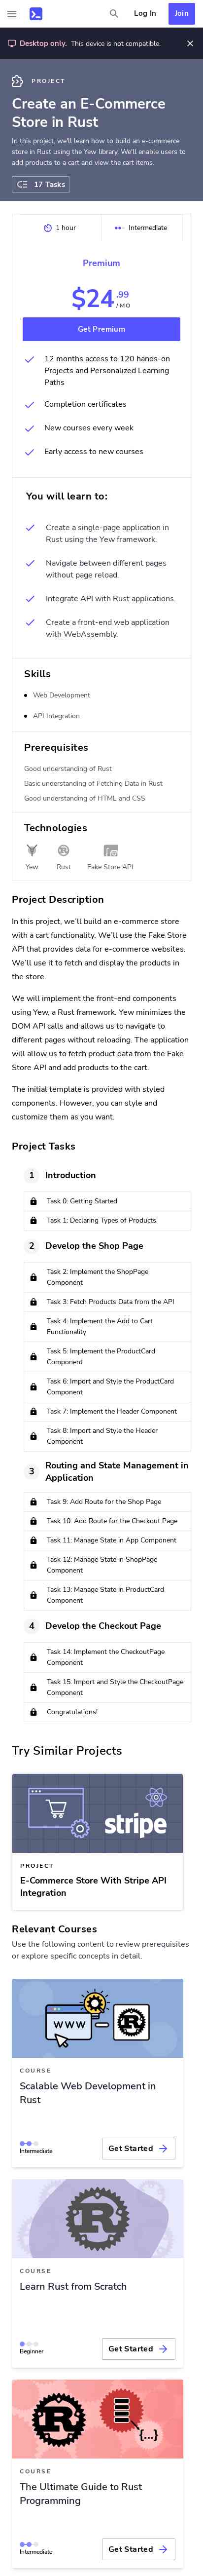 Log In
Join
Desktop only. This device is not compatible.
PROJECT
Create an E-Commerce
Store in Rust
In this project, we'll learn how to build an e-commerce
store in Rust using the Yew library. We'll enable users to
add products to a cart and view the cart items.
17 Tasks
1 hour
Intermediate
Premium
$24.99
/ MO
Get Premium
12 months access to 120 hands-on
Projects and Personalized Learning
Paths
Completion certificates
New courses every week
Early access to new courses
You will learn to:
Create a single-page application in
Rust using the Yew framework.
Navigate between different pages
without page reload.
Integrate API with Rust applications.
Create a front-end web application
with WebAssembly.
Skills
Web Development
API Integration
Prerequisites
Good understanding of Rust
Basic understanding of Fetching Data in Rust
Good understanding of HTML and CSS
Technologies
Yew
Rust
Fake Store API
Project Description
In this project, we’ll build an e-commerce store
with a cart functionality. We’ll use the Fake Store
API that provides data for e-commerce websites.
We’ll use it to fetch and display the products in
the store.
We will implement the front-end components
using Yew, a Rust framework. Yew minimizes the
DOM API calls and allows us to navigate to
different pages without reloading. The application
will allow us to fetch product data from the Fake
Store API and add products to the cart.
The initial template is provided with styled
components. However, you can style and
customize them as you want.
Project Tasks
1
Introduction
Task 0: Getting Started
Task 1: Declaring Types of Products
2
Develop the Shop Page
Task 2: Implement the ShopPage
Component
Task 3: Fetch Products Data from the API
Task 4: Implement the Add to Cart
Functionality
Task 5: Implement the ProductCard
Component
Task 6: Import and Style the ProductCard
Component
Task 7: Implement the Header Component
Task 8: Import and Style the Header
Component
3
Routing and State Management in
Application
Task 9: Add Route for the Shop Page
Task 10: Add Route for the Checkout Page
Task 11: Manage State in App Component
Task 12: Manage State in ShopPage
Component
Task 13: Manage State in ProductCard
Component
4
Develop the Checkout Page
Task 14: Implement the CheckoutPage
Component
Task 15: Import and Style the CheckoutPage
Component
Congratulations!
Try Similar Projects
stripe
PROJECT
E-Commerce Store With Stripe API
Integration
Relevant Courses
Use the following content to review prerequisites
or explore specific concepts in detail.
WWW
R
COURSE
Scalable Web Development in
Rust
Intermediate
Get Started
R
COURSE
Learn Rust from Scratch
Beginner
Get Started
R
{...}
COURSE
The Ultimate Guide to Rust
Programming
Intermediate
Get Started